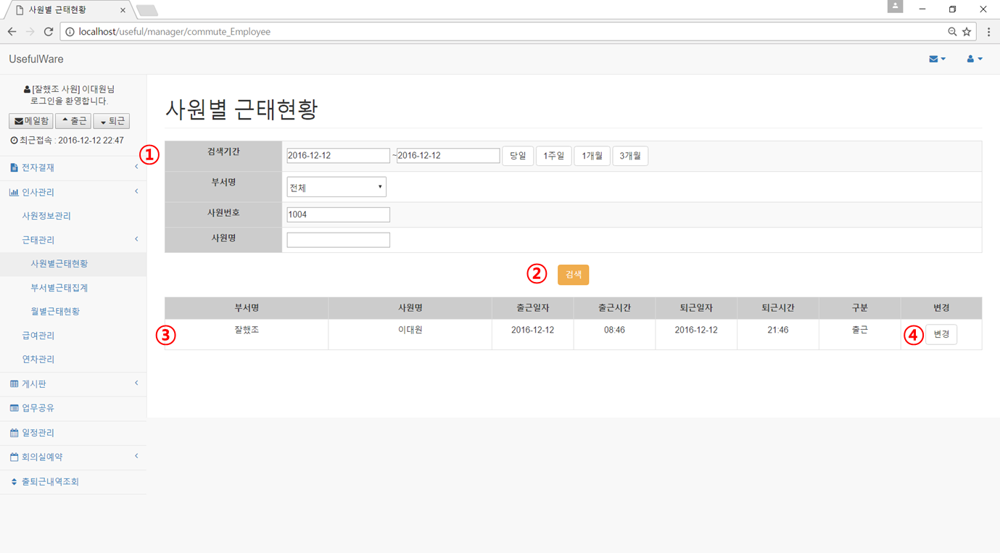 사원별 근태현황
localhost/useful/manager/commute_Employee
UsefulWare
[잘했조 사원] 이대원님
로그인을 환영합니다.
메일함 출근 퇴근
최근접속 : 2016-12-12 22:47
전자결재
인사관리
사원정보관리
근태관리
사원별근태현황
부서별근태집계
월별근태현황
급여관리
연차관리
게시판
업무공유
일정관리
회의실예약
출퇴근내역조회
사원별 근태현황
① 검색기간 2016-12-12 ~2016-12-12 당일 1주일 1개월 3개월
부서명 전체
사원번호 1004
사원명
② 검색
부서명 사원명 출근일자 출근시간 퇴근일자 퇴근시간 구분 변경
③ 잘했조 이대원 2016-12-12 08:46 2016-12-12 21:46 출근 ④ 변경